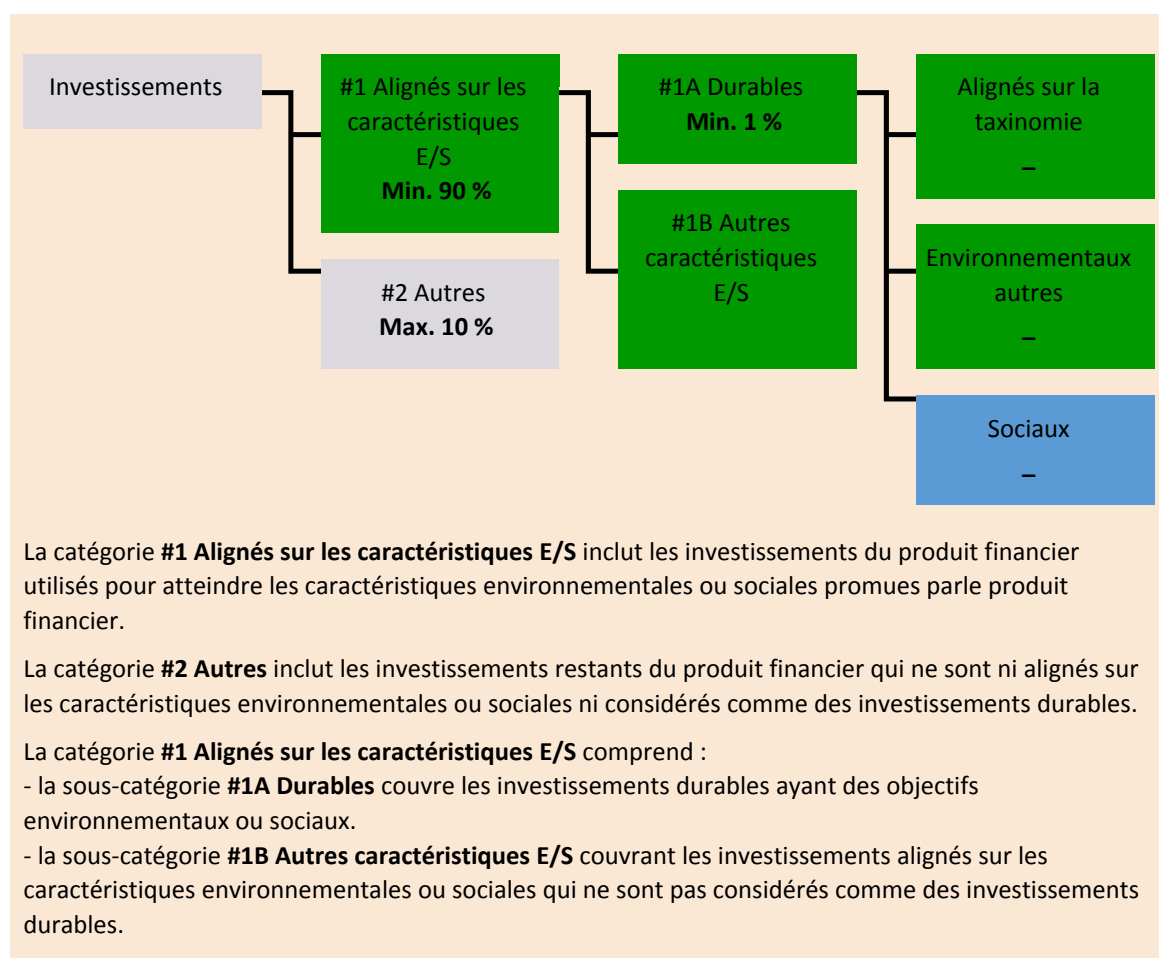 Investissements
#1 Alignés sur les
caractéristiques
E/S
Min. 90 %
#2 Autres
Max. 10 %
#1A Durables
Min. 1 %
#1B Autres
caractéristiques
E/S
Alignés sur la
taxinomie
–
Environnementaux
autres
–
Sociaux
–
La catégorie #1 Alignés sur les caractéristiques E/S inclut les investissements du produit financier
utilisés pour atteindre les caractéristiques environnementales ou sociales promues parle produit
financier.
La catégorie #2 Autres inclut les investissements restants du produit financier qui ne sont ni alignés sur
les caractéristiques environnementales ou sociales ni considérés comme des investissements durables.
La catégorie #1 Alignés sur les caractéristiques E/S comprend :
- la sous-catégorie #1A Durables couvre les investissements durables ayant des objectifs
environnementaux ou sociaux.
- la sous-catégorie #1B Autres caractéristiques E/S couvrant les investissements alignés sur les
caractéristiques environnementales ou sociales qui ne sont pas considérés comme des investissements
durables.